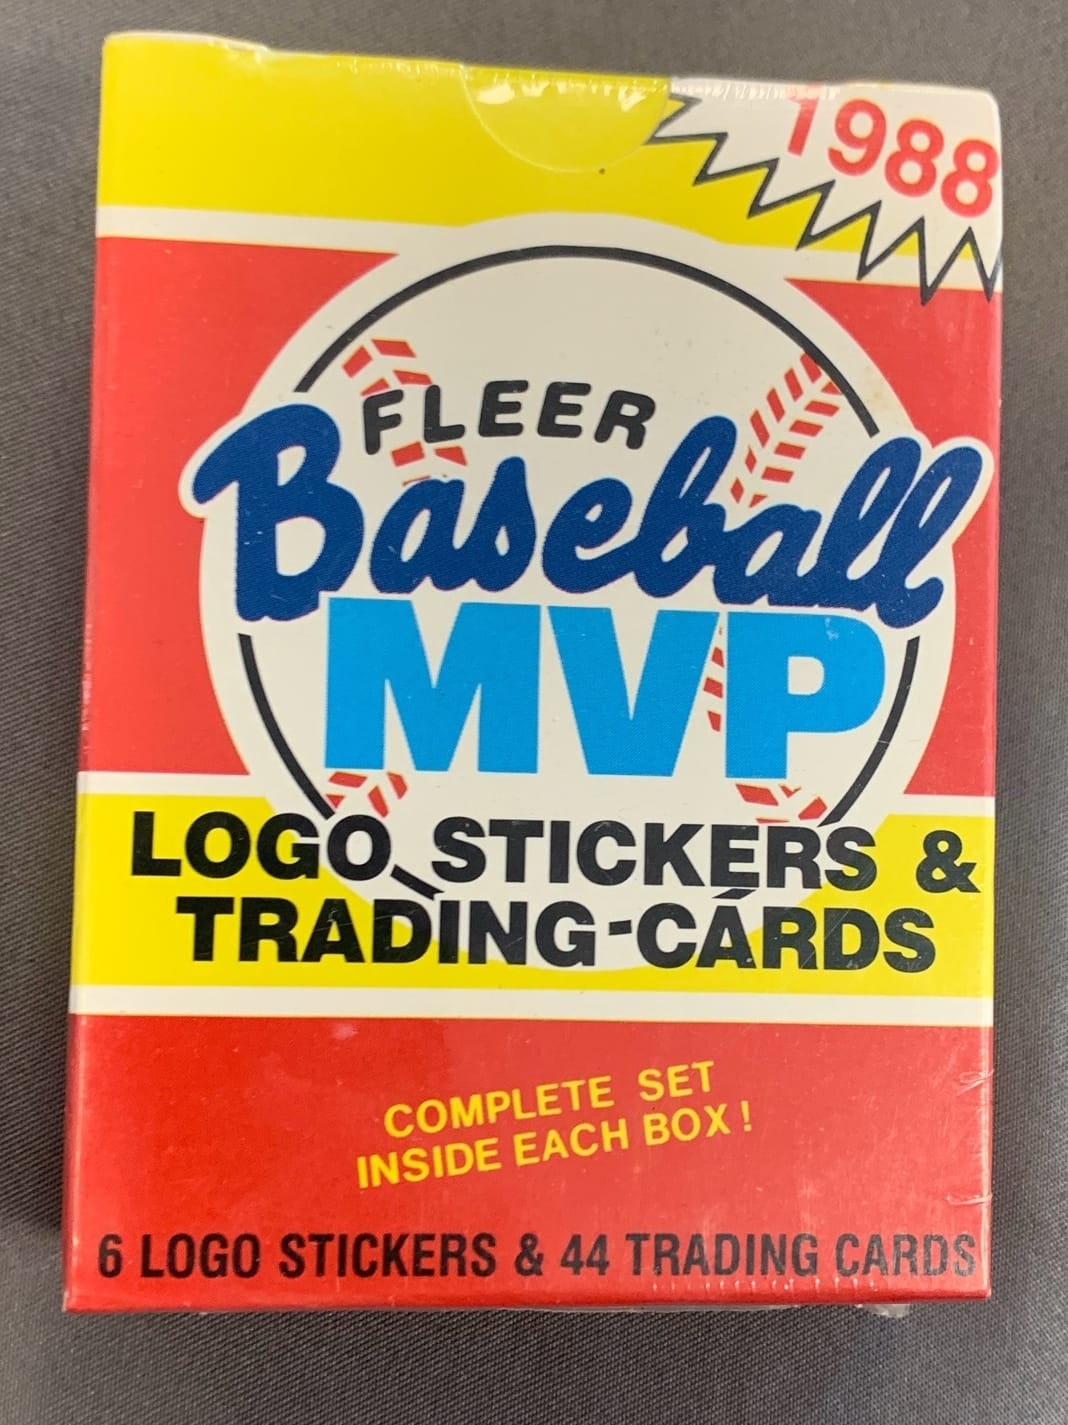 1988
FLEER
Baseball
MVP
LOGO STICKERS &
TRADING-CARDS
COMPLETE SET
INSIDE EACH BOX!
6 LOGO STICKERS & 44 TRADING CARDS